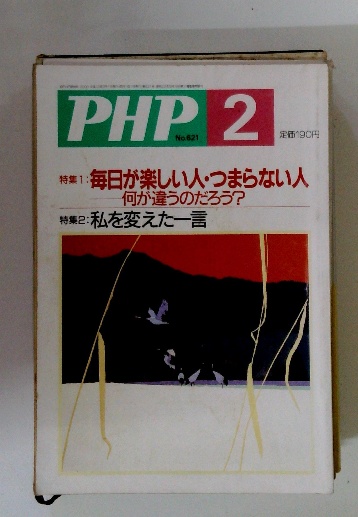 PHP 2
No.621
定価190円
特集1:毎日が楽しい人・つまらない人
何が違うのだろう?
特集2:私を変えた一言